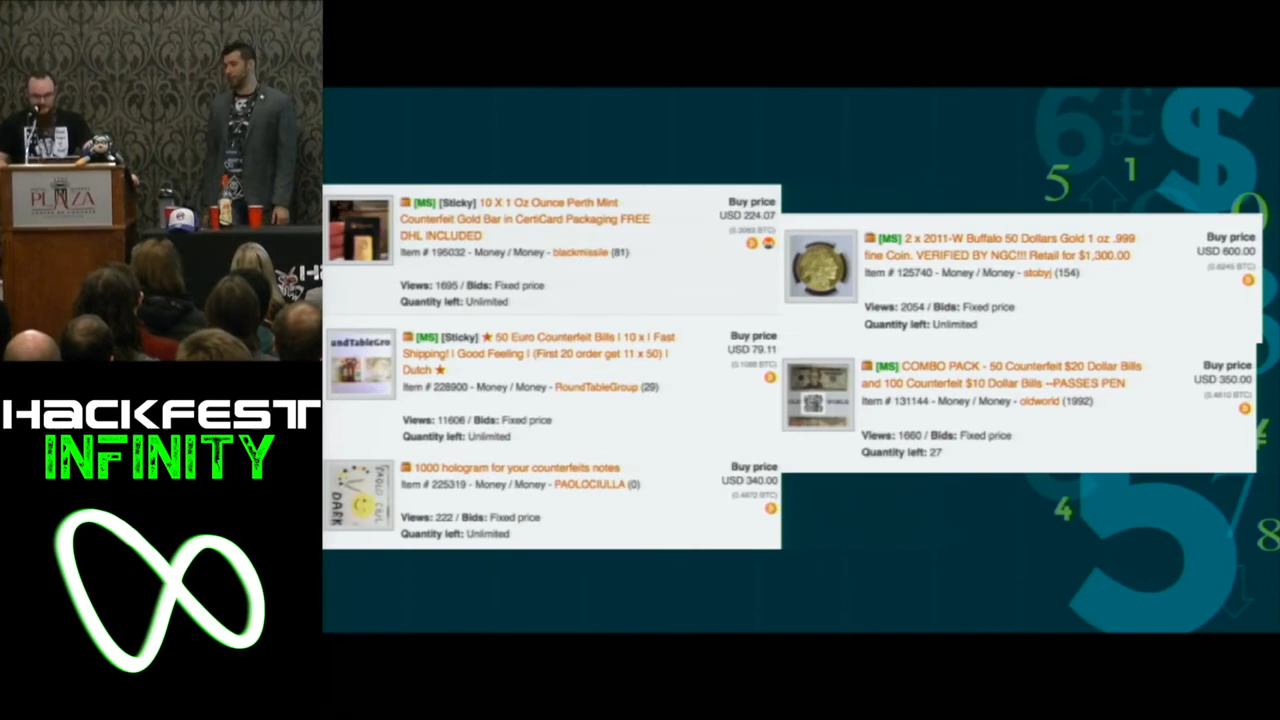 PLAZA
HACKFEST
INFINITY
[MS] [Sticky] 10 X 1 Oz Ounce Perth Mint
Counterfeit Gold Bar in CertiCard Packaging FREE
DHL INCLUDED
Item # 195032 - Money / Money - blackmissile (81)
Views: 1695 / Bids: Fixed price
Quantity left: Unlimited
Buy price
USD 224.07
[MS] [Sticky] ★ 50 Euro Counterfeit Bills | 10 x | Fast
Shipping! | Good Feeling | (First 20 order get 11 x 50) |
Dutch ★
Item # 228900 - Money / Money - RoundTableGroup (29)
Views: 11606 / Bids: Fixed price
Quantity left: Unlimited
Buy price
USD 79.11
undTableGro
1000 hologram for your counterfeits notes
Item # 225319 - Money / Money - PAOLOCIULLA (0)
Views: 222 / Bids: Fixed price
Quantity left: Unlimited
Buy price
USD 340.00
DARK
[MS] 2 x 2011-W Buffalo 50 Dollars Gold 1 oz .999
fine Coin. VERIFIED BY NGC!!! Retail for $1,300.00
Item # 125740 - Money / Money - stobyj (154)
Views: 2054 / Bids: Fixed price
Quantity left: Unlimited
Buy price
USD 600.00
[MS] COMBO PACK - 50 Counterfeit $20 Dollar Bills
and 100 Counterfeit $10 Dollar Bills --PASSES PEN
Item # 131144 - Money / Money - oldworld (1992)
Views: 1660 / Bids: Fixed price
Quantity left: 27
Buy price
USD 350.00
6 £ $
5 1
4 5
8